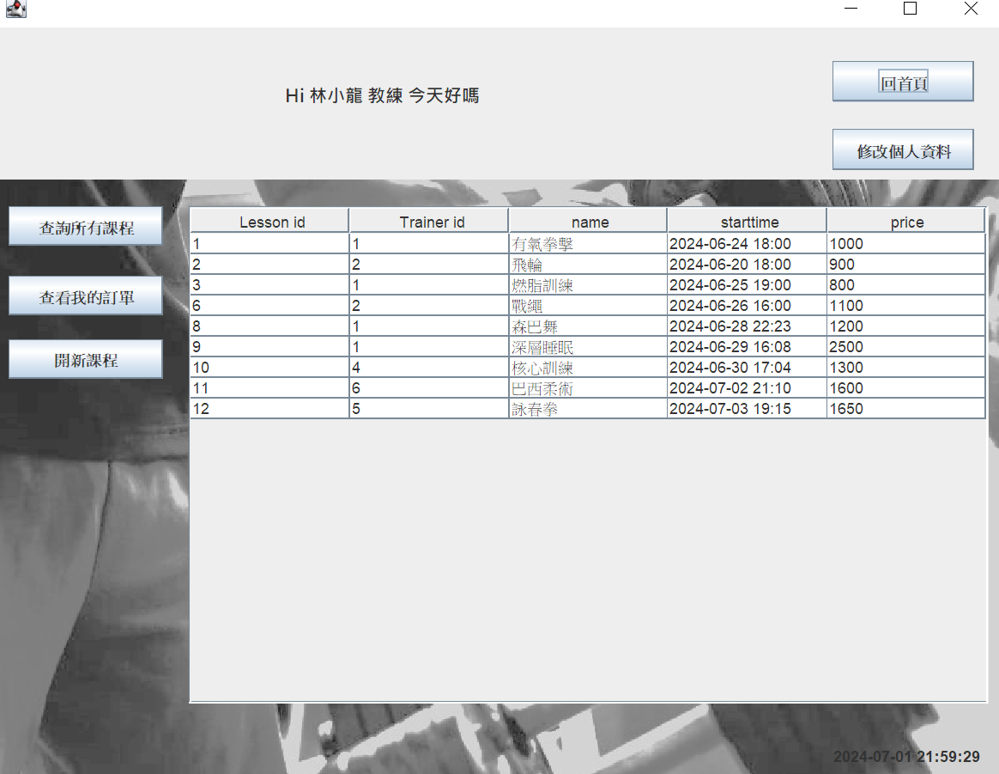 Hi 林小龍 教練 今天好嗎
回首頁
修改個人資料
查詢所有課程
查看我的訂單
開新課程
Lesson id Trainer id name starttime price
1 1 有氧拳擊 2024-06-24 18:00 1000
2 2 飛輪 2024-06-20 18:00 900
3 1 燃脂訓練 2024-06-25 19:00 800
6 2 戰繩 2024-06-26 16:00 1100
8 1 森巴舞 2024-06-28 22:23 1200
9 1 深層睡眠 2024-06-29 16:08 2500
10 4 核心訓練 2024-06-30 17:04 1300
11 6 巴西柔術 2024-07-02 21:10 1600
12 5 詠春拳 2024-07-03 19:15 1650
2024-07-01 21:59:29